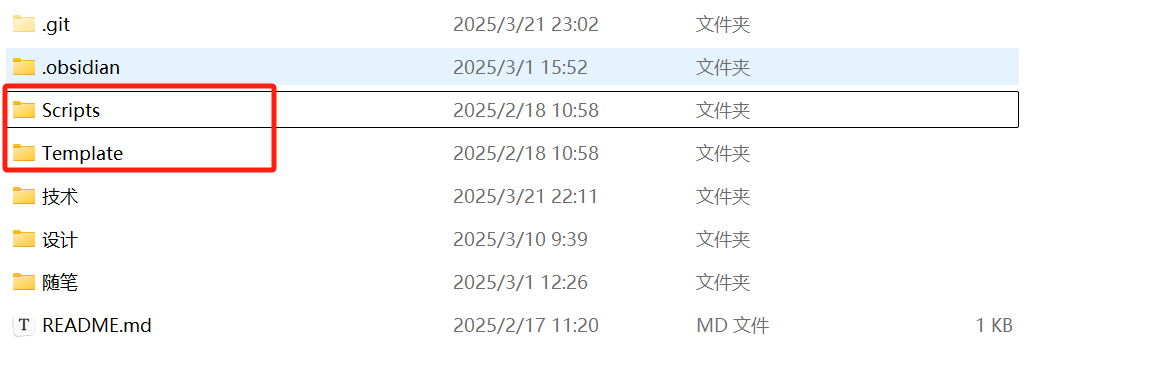 .git 2025/3/21 23:02 文件夹
.obsidian 2025/3/1 15:52 文件夹
Scripts 2025/2/18 10:58 文件夹
Template 2025/2/18 10:58 文件夹
技术 2025/3/21 22:11 文件夹
设计 2025/3/10 9:39 文件夹
随笔 2025/3/1 12:26 文件夹
README.md 2025/2/17 11:20 MD 文件 1 KB